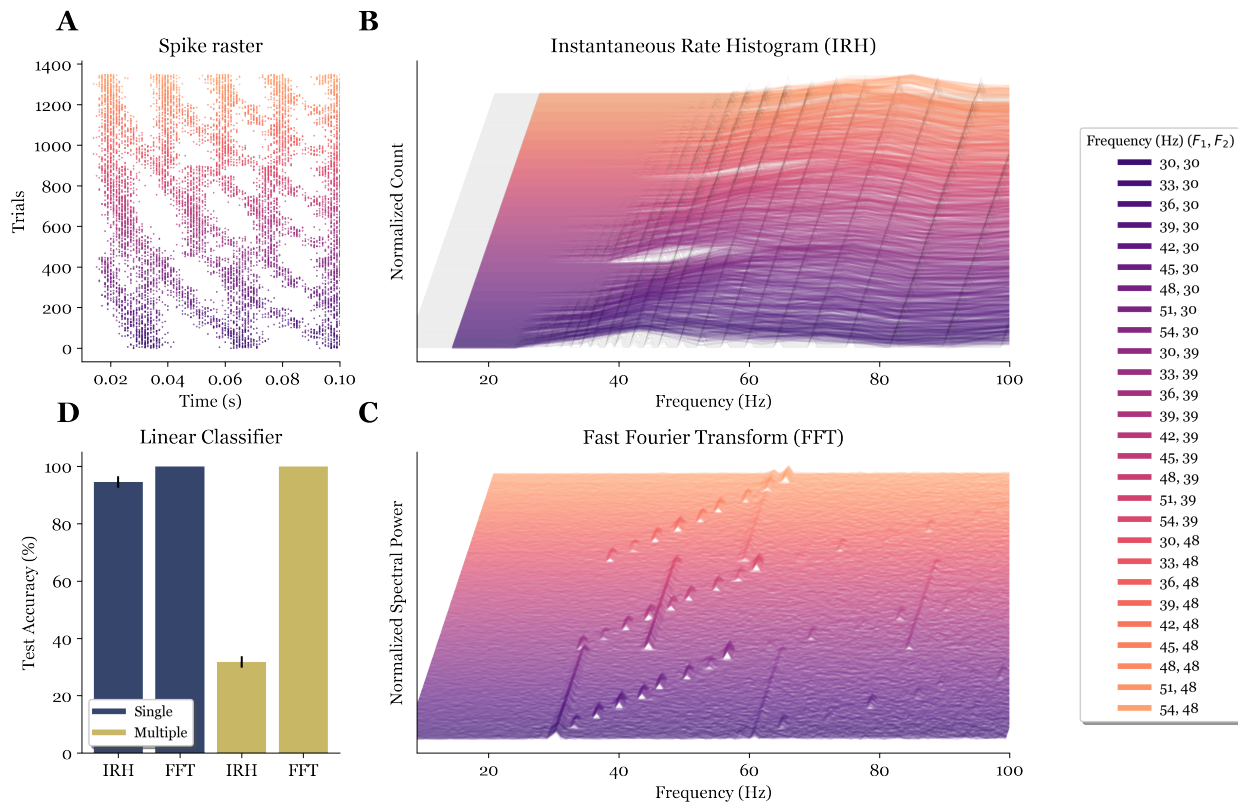 A
Spike raster
1400
1200
1000
800
600
400
200
0
Trials
0.02
0.04
0.06
0.08
0.10
Time (s)
B
Instantaneous Rate Histogram (IRH)
Normalized Count
20
40
60
80
100
Frequency (Hz)
Frequency (Hz) (F₁, F₂)
30, 30
33, 30
36, 30
39, 30
42, 30
45, 30
48, 30
51, 30
54, 30
30, 39
33, 39
36, 39
39, 39
42, 39
45, 39
48, 39
51, 39
54, 39
30, 48
33, 48
36, 48
39, 48
42, 48
45, 48
48, 48
51, 48
54, 48
D
Linear Classifier
100
80
60
40
20
0
Test Accuracy (%)
Single
Multiple
IRH
FFT
IRH
FFT
C
Fast Fourier Transform (FFT)
Normalized Spectral Power
20
40
60
80
100
Frequency (Hz)